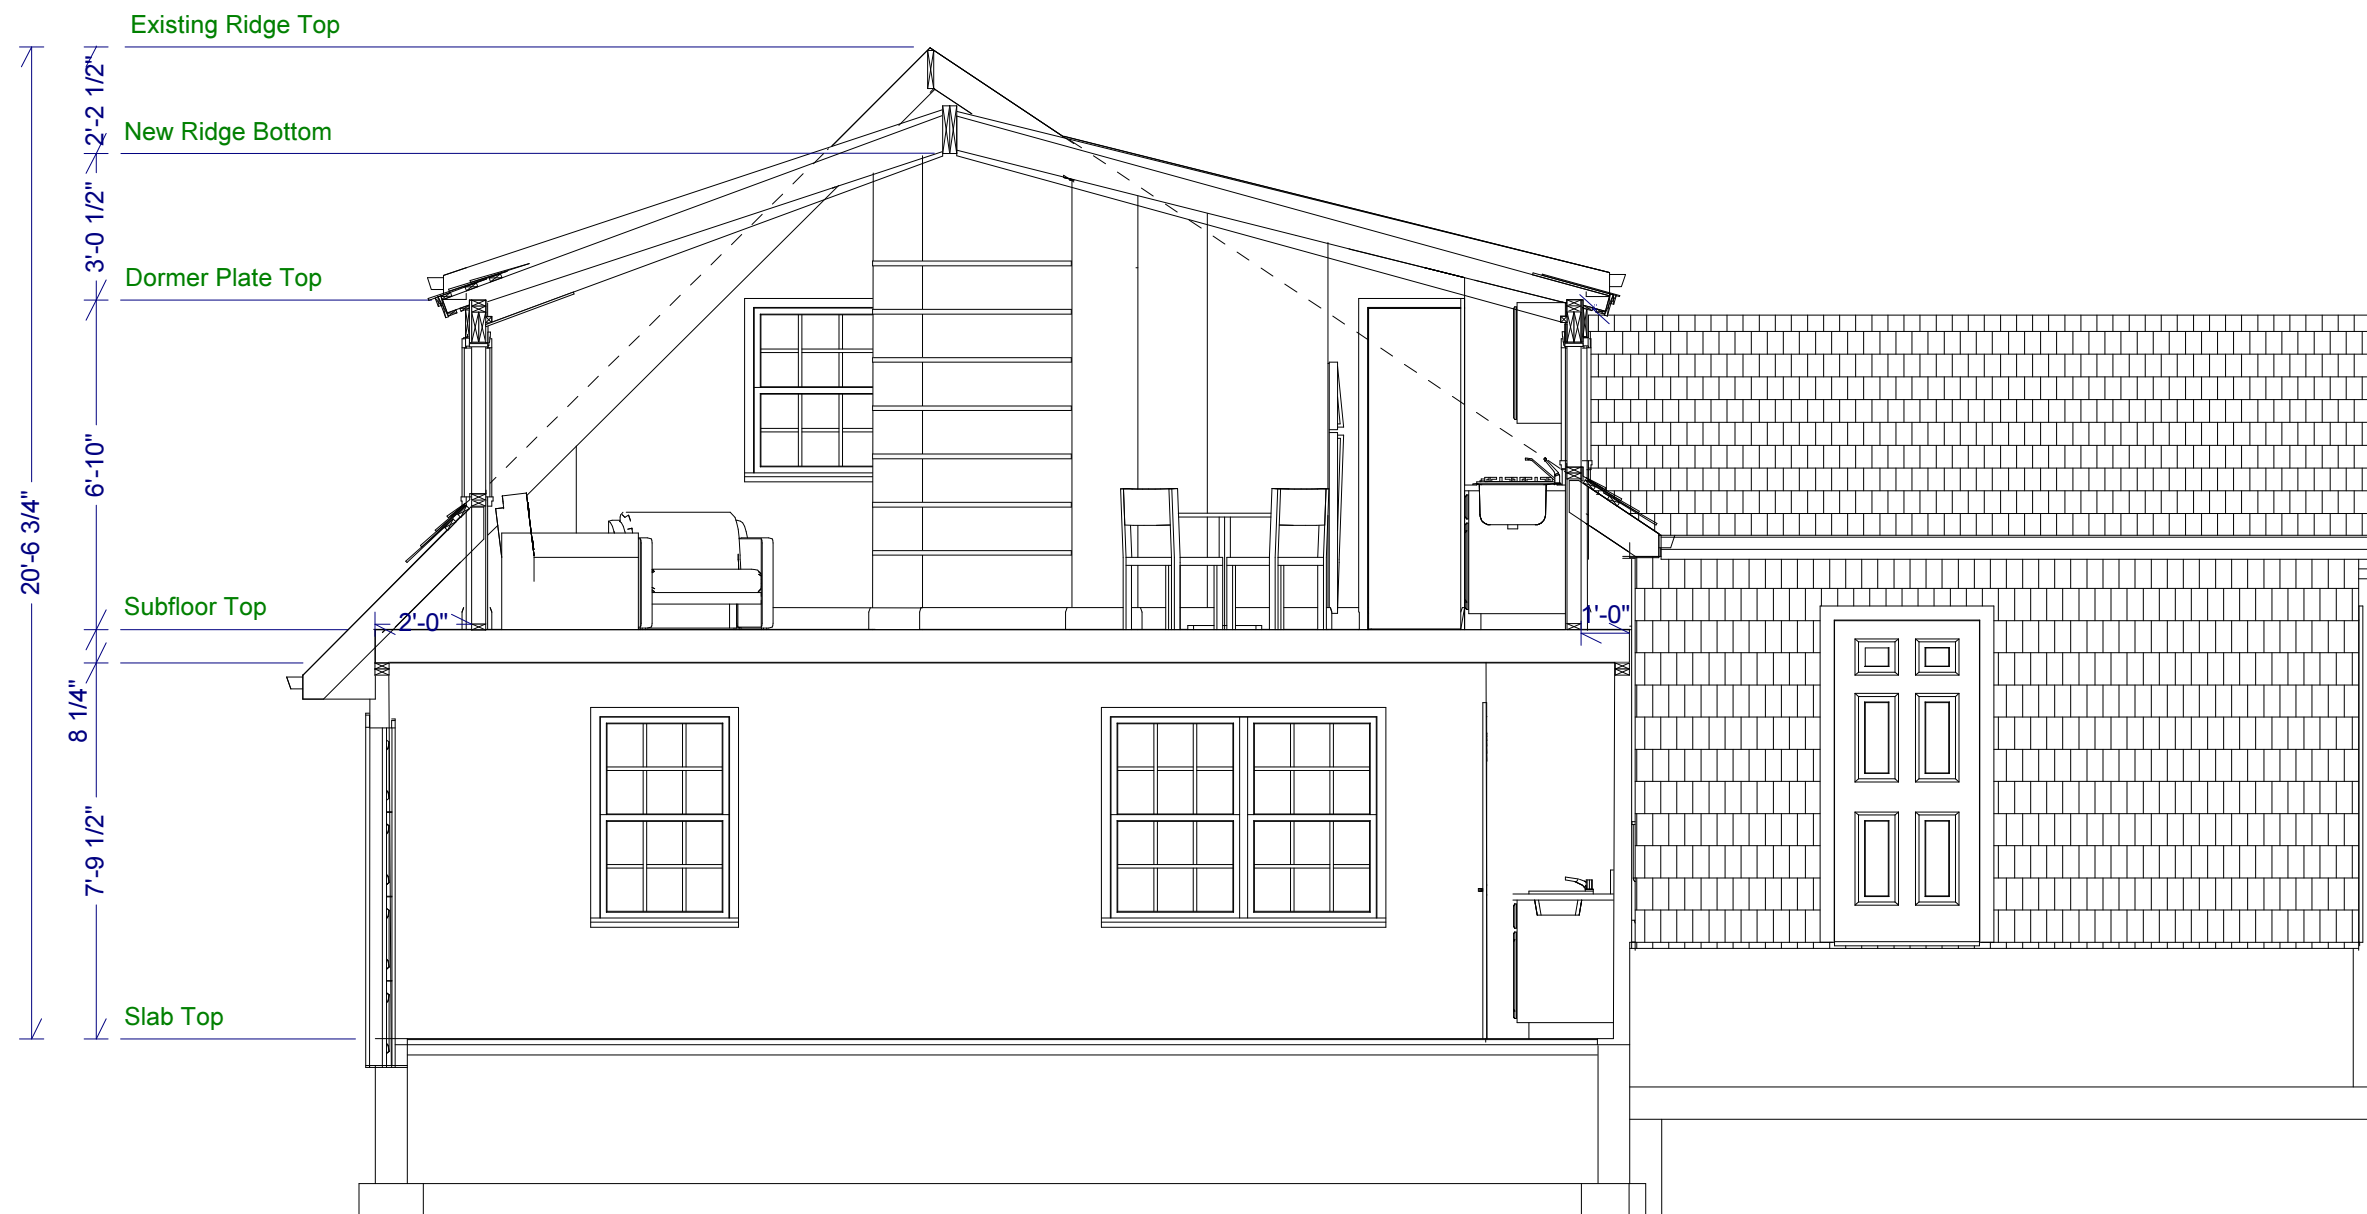 Existing Ridge Top
2'-2 1/2"
New Ridge Bottom
3'-0 1/2"
Dormer Plate Top
6'-10"
20'-6 3/4"
Subfloor Top
2'-0"
1'-0"
8 1/4"
7'-9 1/2"
Slab Top